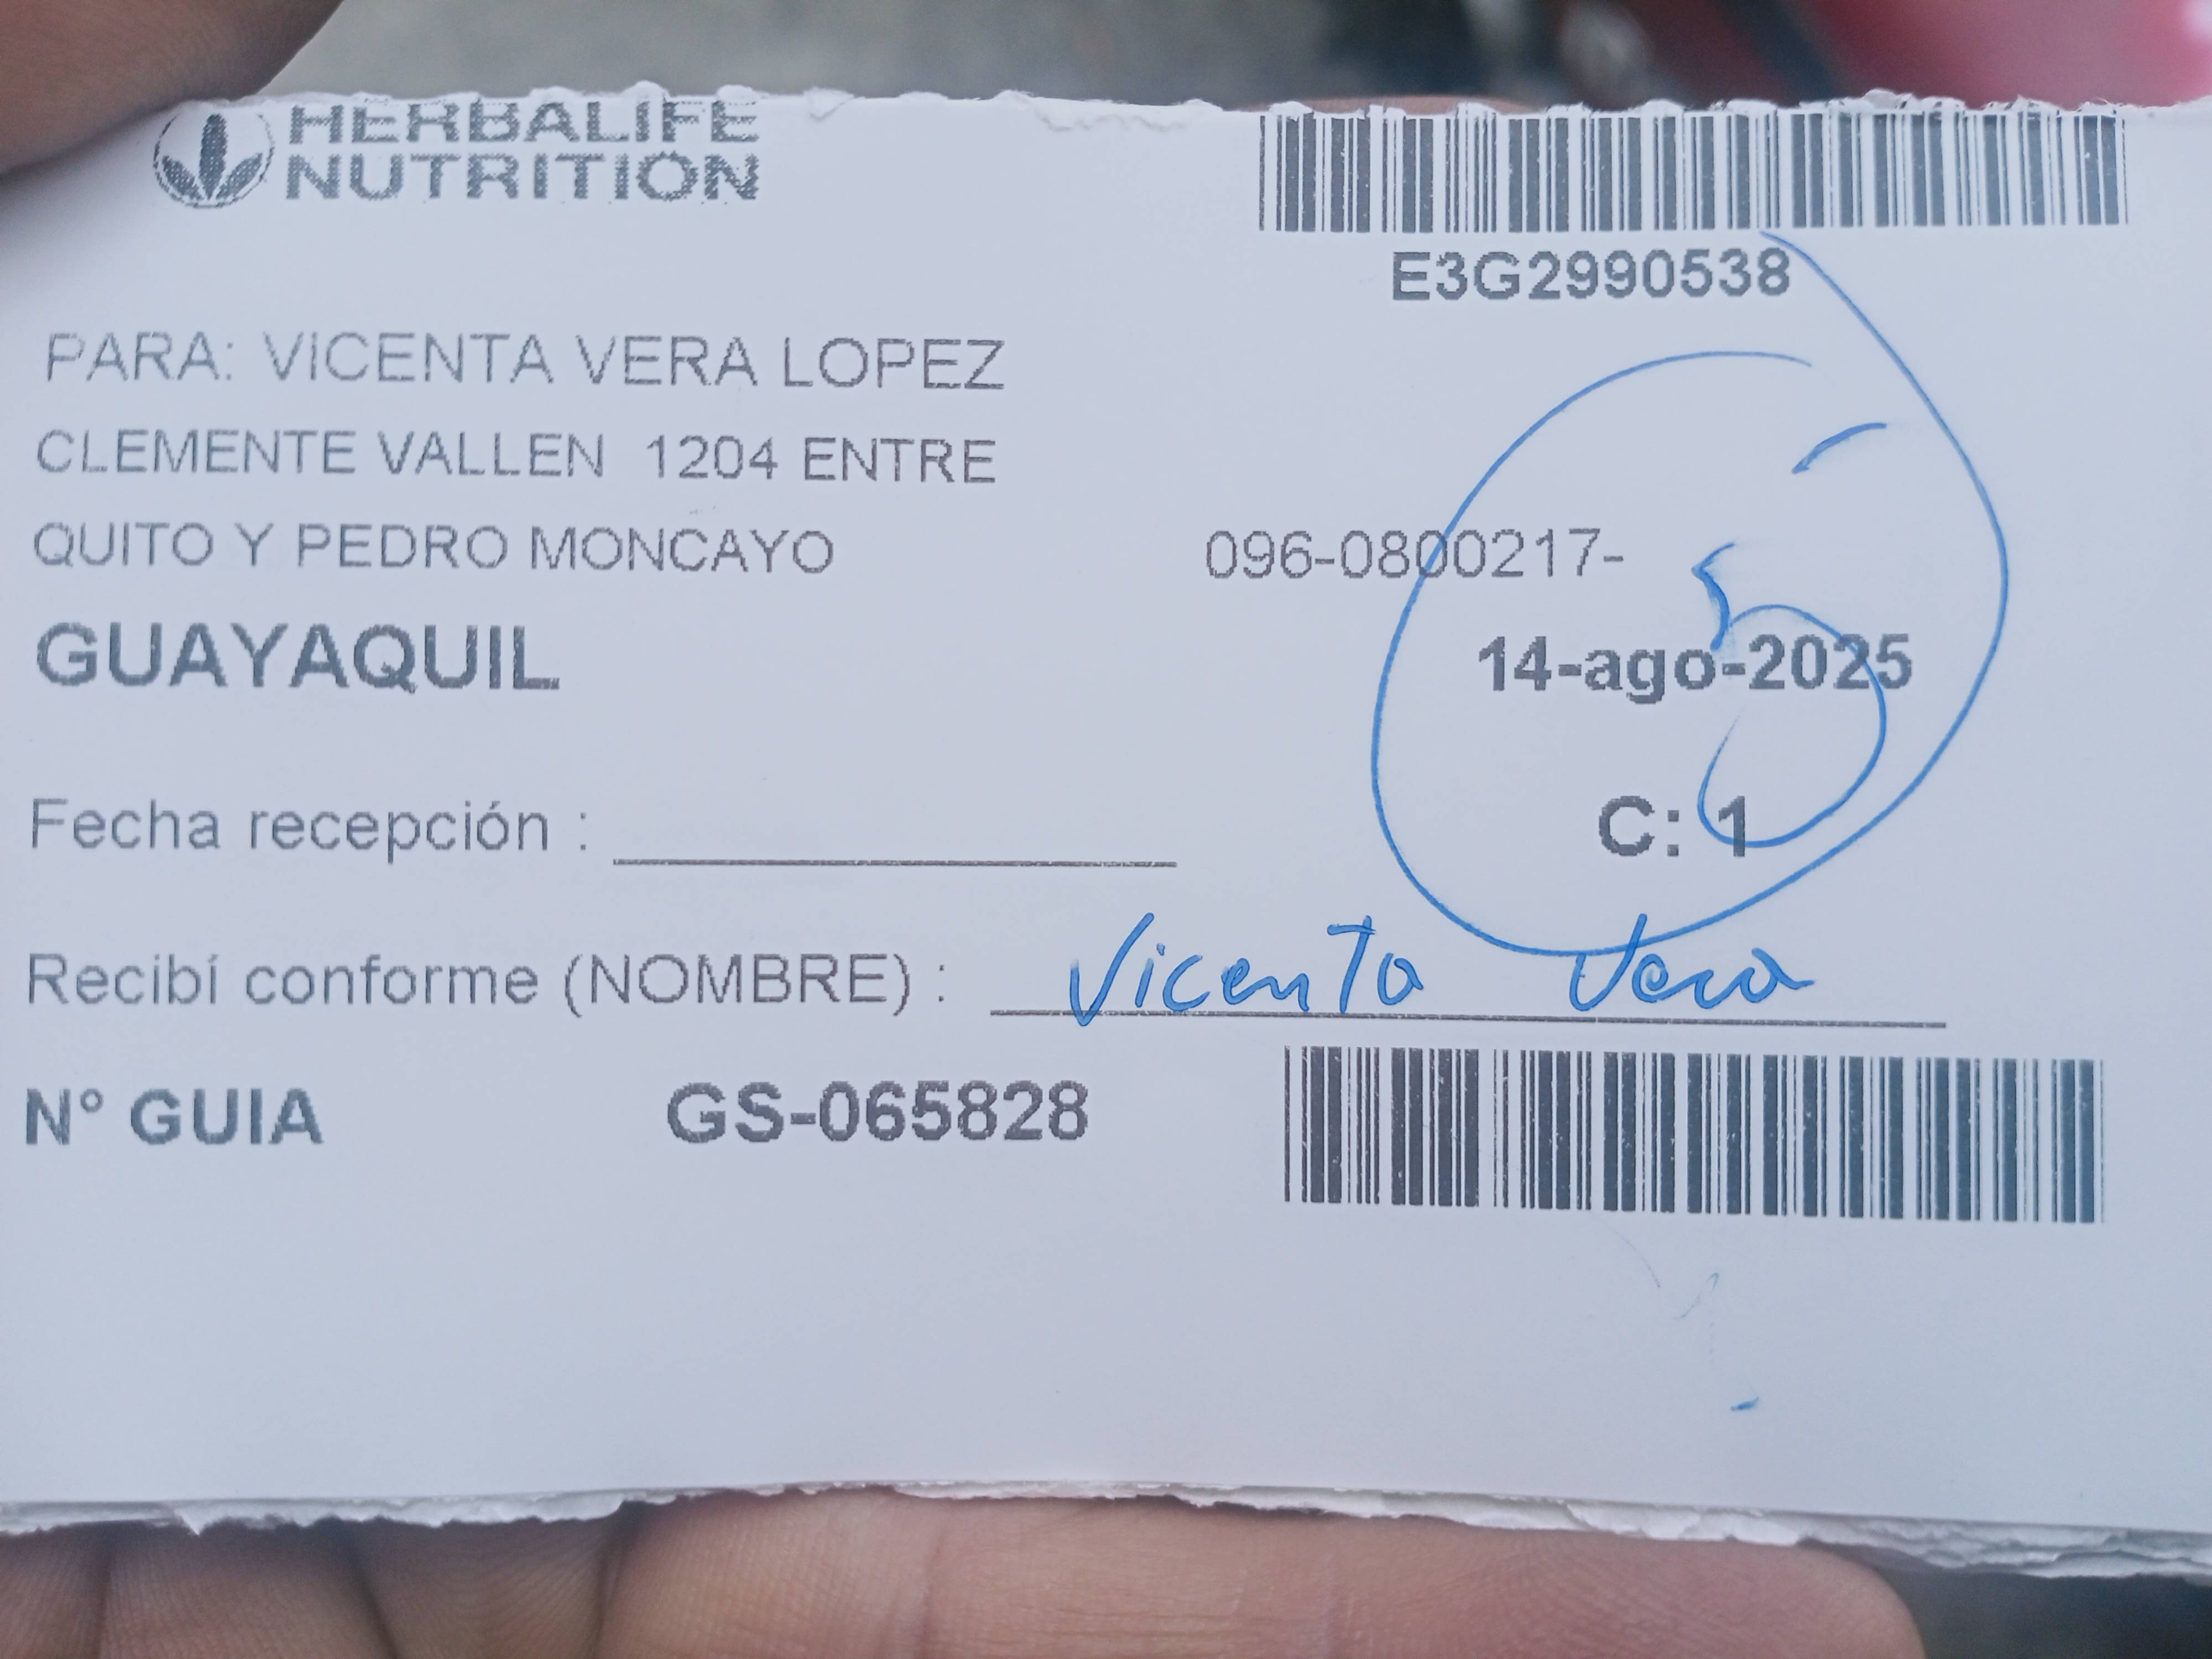 HERBALIFE
NUTRITION
E3G2990538
PARA: VICENTA VERA LOPEZ
CLEMENTE VALLEN 1204 ENTRE
QUITO Y PEDRO MONCAYO
096-0800217-
GUAYAQUIL
14-ago-2025
C: 1
Fecha recepción :
Recibí conforme (NOMBRE) : Vicenta Vera
N° GUIA GS-065828